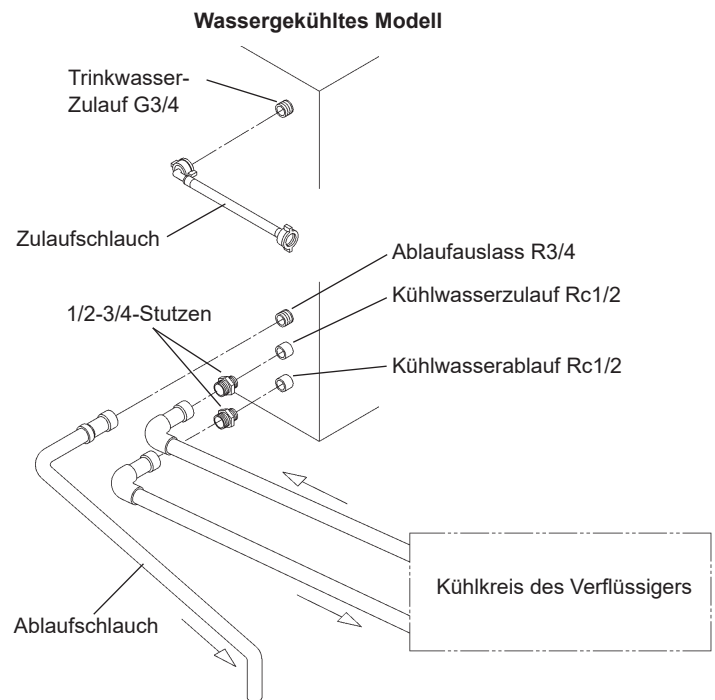 Wassergekühltes Modell
Trinkwasser-
Zulauf G3/4
Zulaufschlauch
Ablaufauslass R3/4
1/2-3/4-Stutzen
Kühlwasserzulauf Rc1/2
Kühlwasserablauf Rc1/2
Kühlkreis des Verflüssigers
Ablaufschlauch